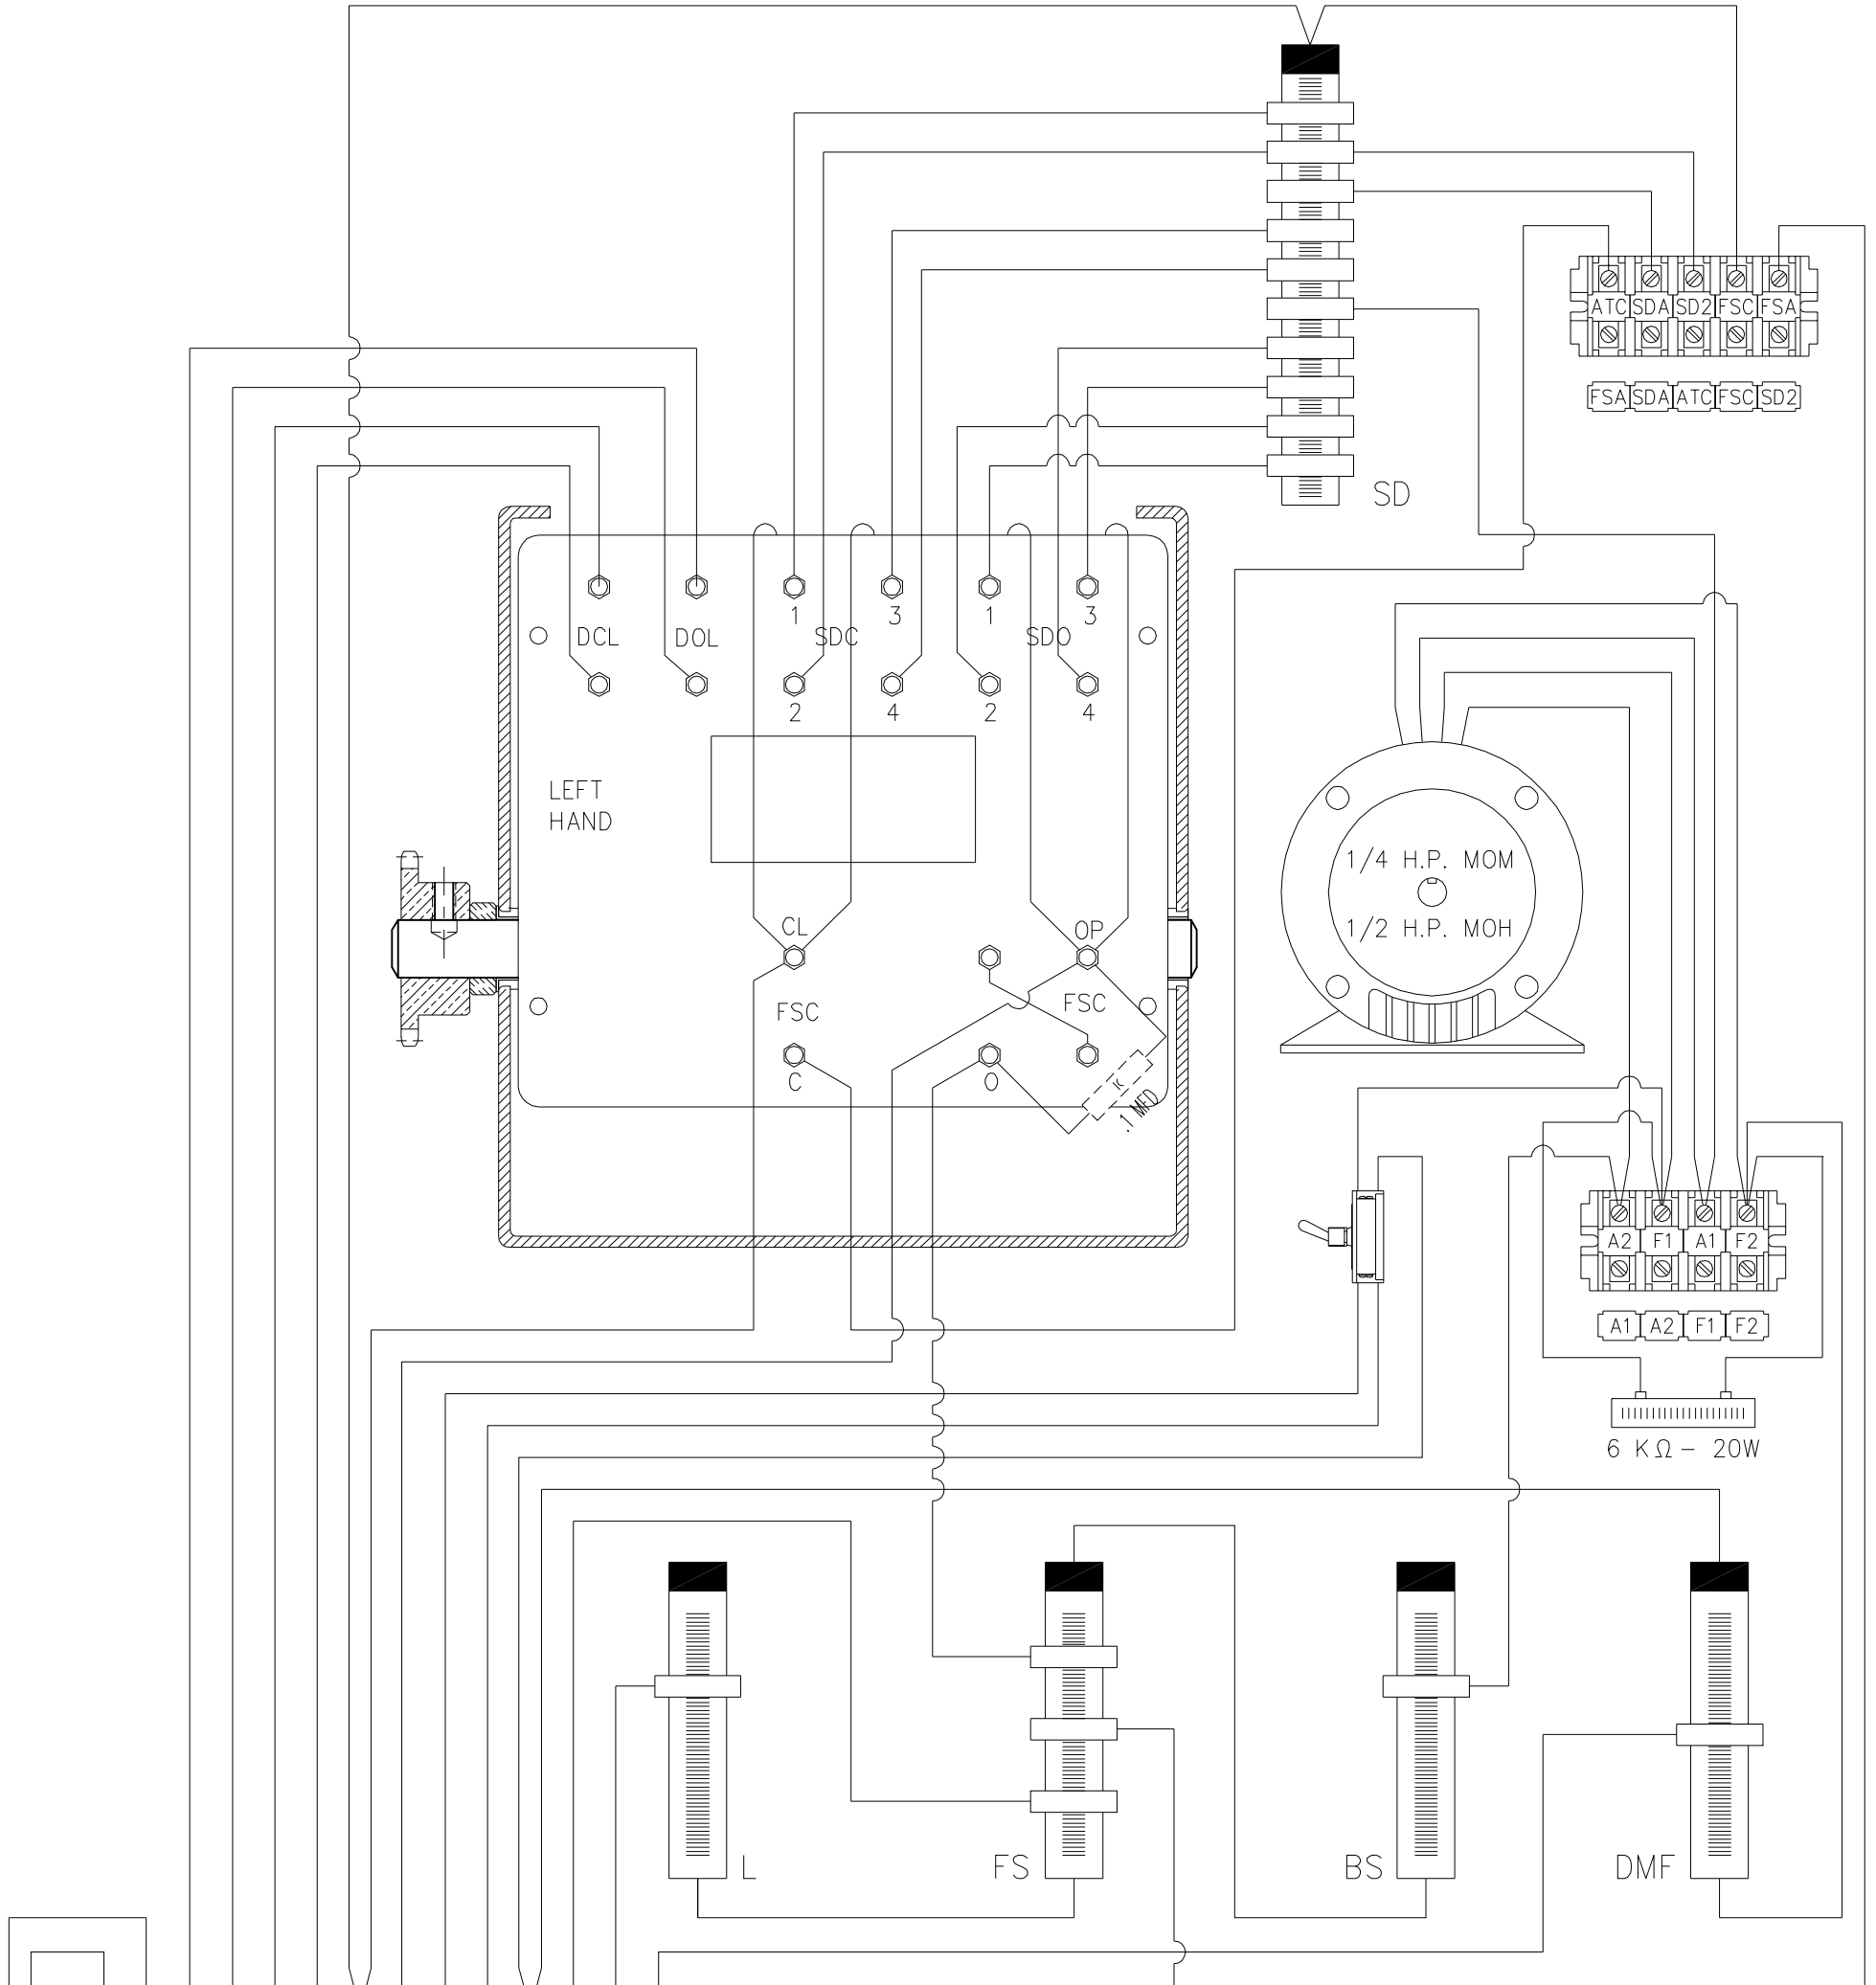 ATC SDA SD2 FSC FSA
FSA SDA ATC FSC SD2
SD
1 3 1 3
DCL DOL SDC SDO
2 4 2 4
LEFT
HAND
1/4 H.P. MOM
1/2 H.P. MOH
CL OP
FSC FSC
C O
K
.1 MFD
A2 F1 A1 F2
A1 A2 F1 F2
6 KΩ - 20W
L FS BS DMF